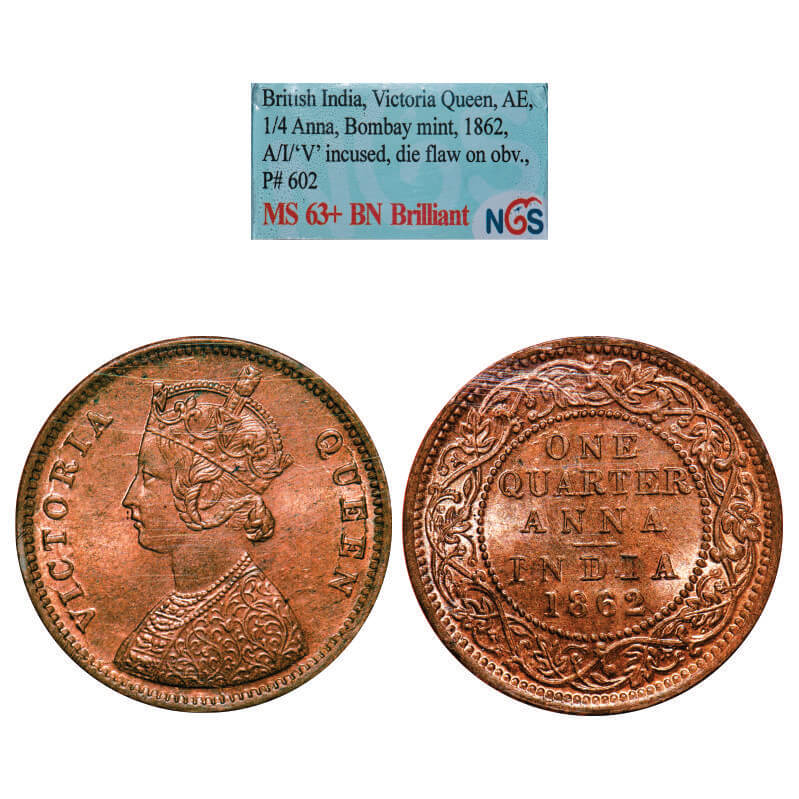 British India, Victoria Queen, AE,
1/4 Anna, Bombay mint, 1862,
A/I/‘V’ incused, die flaw on obv.,
P# 602
MS 63+ BN Brilliant NGS
VICTORIA QUEEN
ONE
QUARTER
ANNA
INDIA
1862